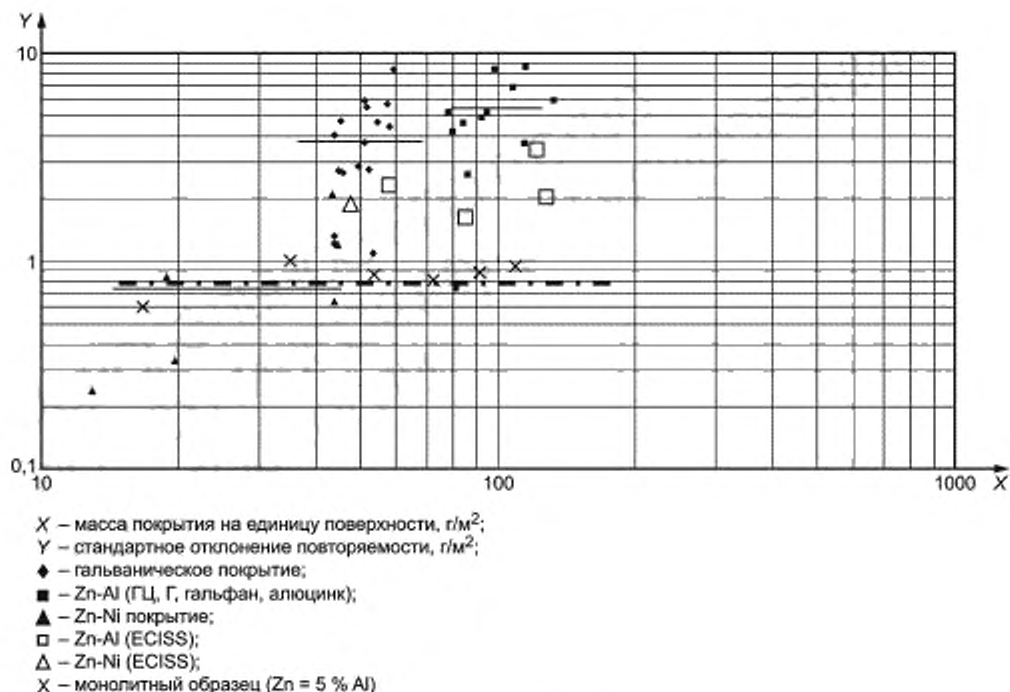 Y
10
1
0,1
10
100
1000
X
X – масса покрытия на единицу поверхности, г/м²;
Y – стандартное отклонение повторяемости, г/м²;
♦ – гальваническое покрытие;
■ – Zn-Al (ГЦ, Г, гальфан, алюцинк);
▲ – Zn-Ni покрытие;
□ – Zn-Al (ECISS);
△ – Zn-Ni (ECISS);
X – монолитный образец (Zn = 5 % Al)